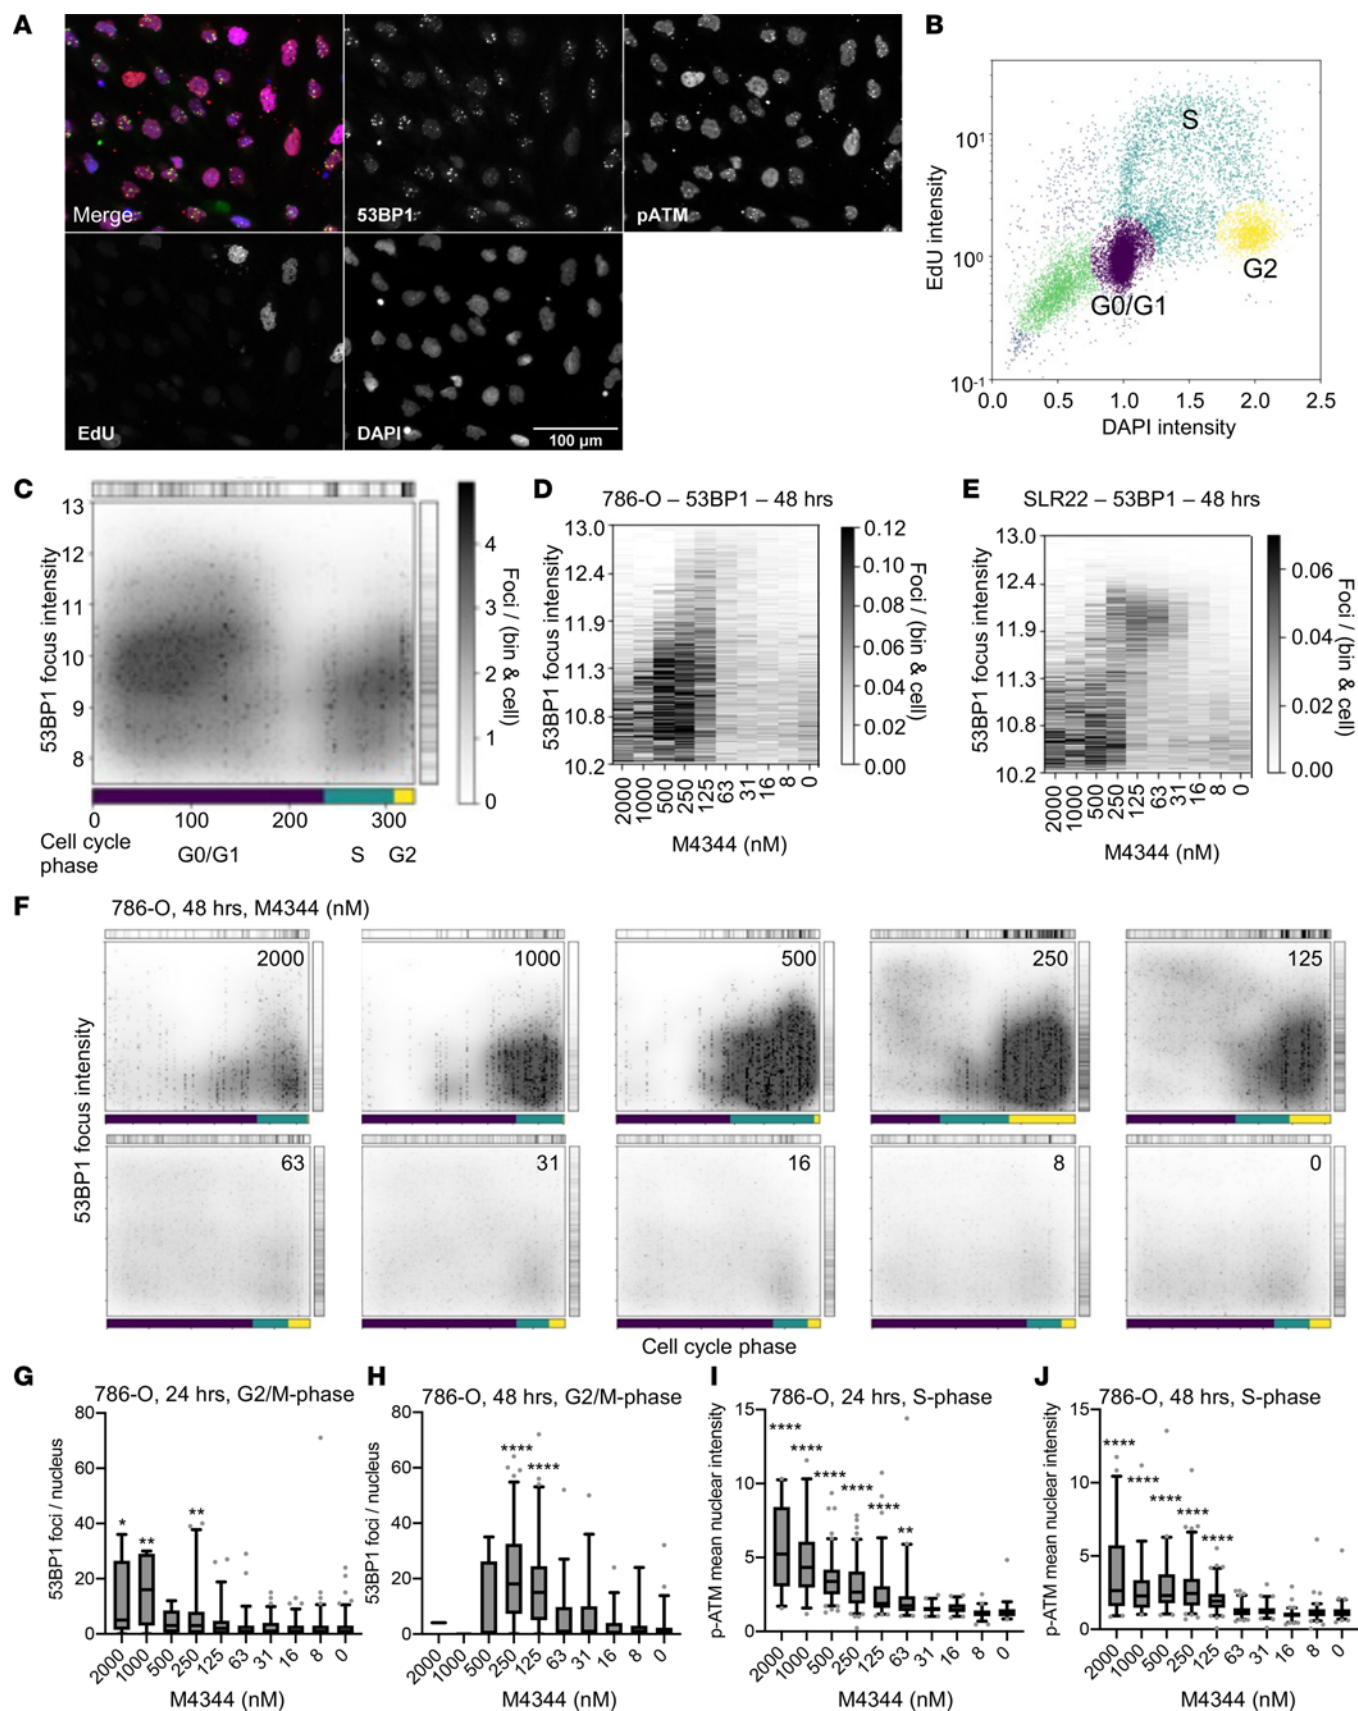 A
Merge
53BP1
pATM
EdU
DAPI
100 µm
B
EdU intensity
10¹
10⁰
10-1
S
G2
G0/G1
0.0 0.5 1.0 1.5 2.0 2.5
DAPI intensity
C
53BP1 focus intensity
13
12
11
10
9
8
4
3
2
1
0
Foci / (bin & cell)
0 100 200 300
Cell cycle
phase
G0/G1 S G2
D
786-O – 53BP1 – 48 hrs
53BP1 focus intensity
13.0
12.4
11.9
11.3
10.8
10.2
0.12
0.10
0.08
0.06
0.04
0.02
0.00
Foci / (bin & cell)
2000 1000 500 250 125 63 31 16 8 0
M4344 (nM)
E
SLR22 – 53BP1 – 48 hrs
53BP1 focus intensity
13.0
12.4
11.9
11.3
10.8
10.2
0.06
0.04
0.02
0.00
Foci / (bin & cell)
2000 1000 500 250 125 63 31 16 8 0
M4344 (nM)
F
786-O, 48 hrs, M4344 (nM)
53BP1 focus intensity
2000 1000 500 250 125
63 31 16 8 0
Cell cycle phase
G
786-O, 24 hrs, G2/M-phase
53BP1 foci / nucleus
80
60
40
20
0
* ** **
2000 1000 500 250 125 63 31 16 8 0
M4344 (nM)
H
786-O, 48 hrs, G2/M-phase
53BP1 foci / nucleus
80
60
40
20
0
**** ****
2000 1000 500 250 125 63 31 16 8 0
M4344 (nM)
I
786-O, 24 hrs, S-phase
p-ATM mean nuclear intensity
15
10
5
0
**** **** **** **** **** **
2000 1000 500 250 125 63 31 16 8 0
M4344 (nM)
J
786-O, 48 hrs, S-phase
p-ATM mean nuclear intensity
15
10
5
0
**** **** **** **** ****
2000 1000 500 250 125 63 31 16 8 0
M4344 (nM)